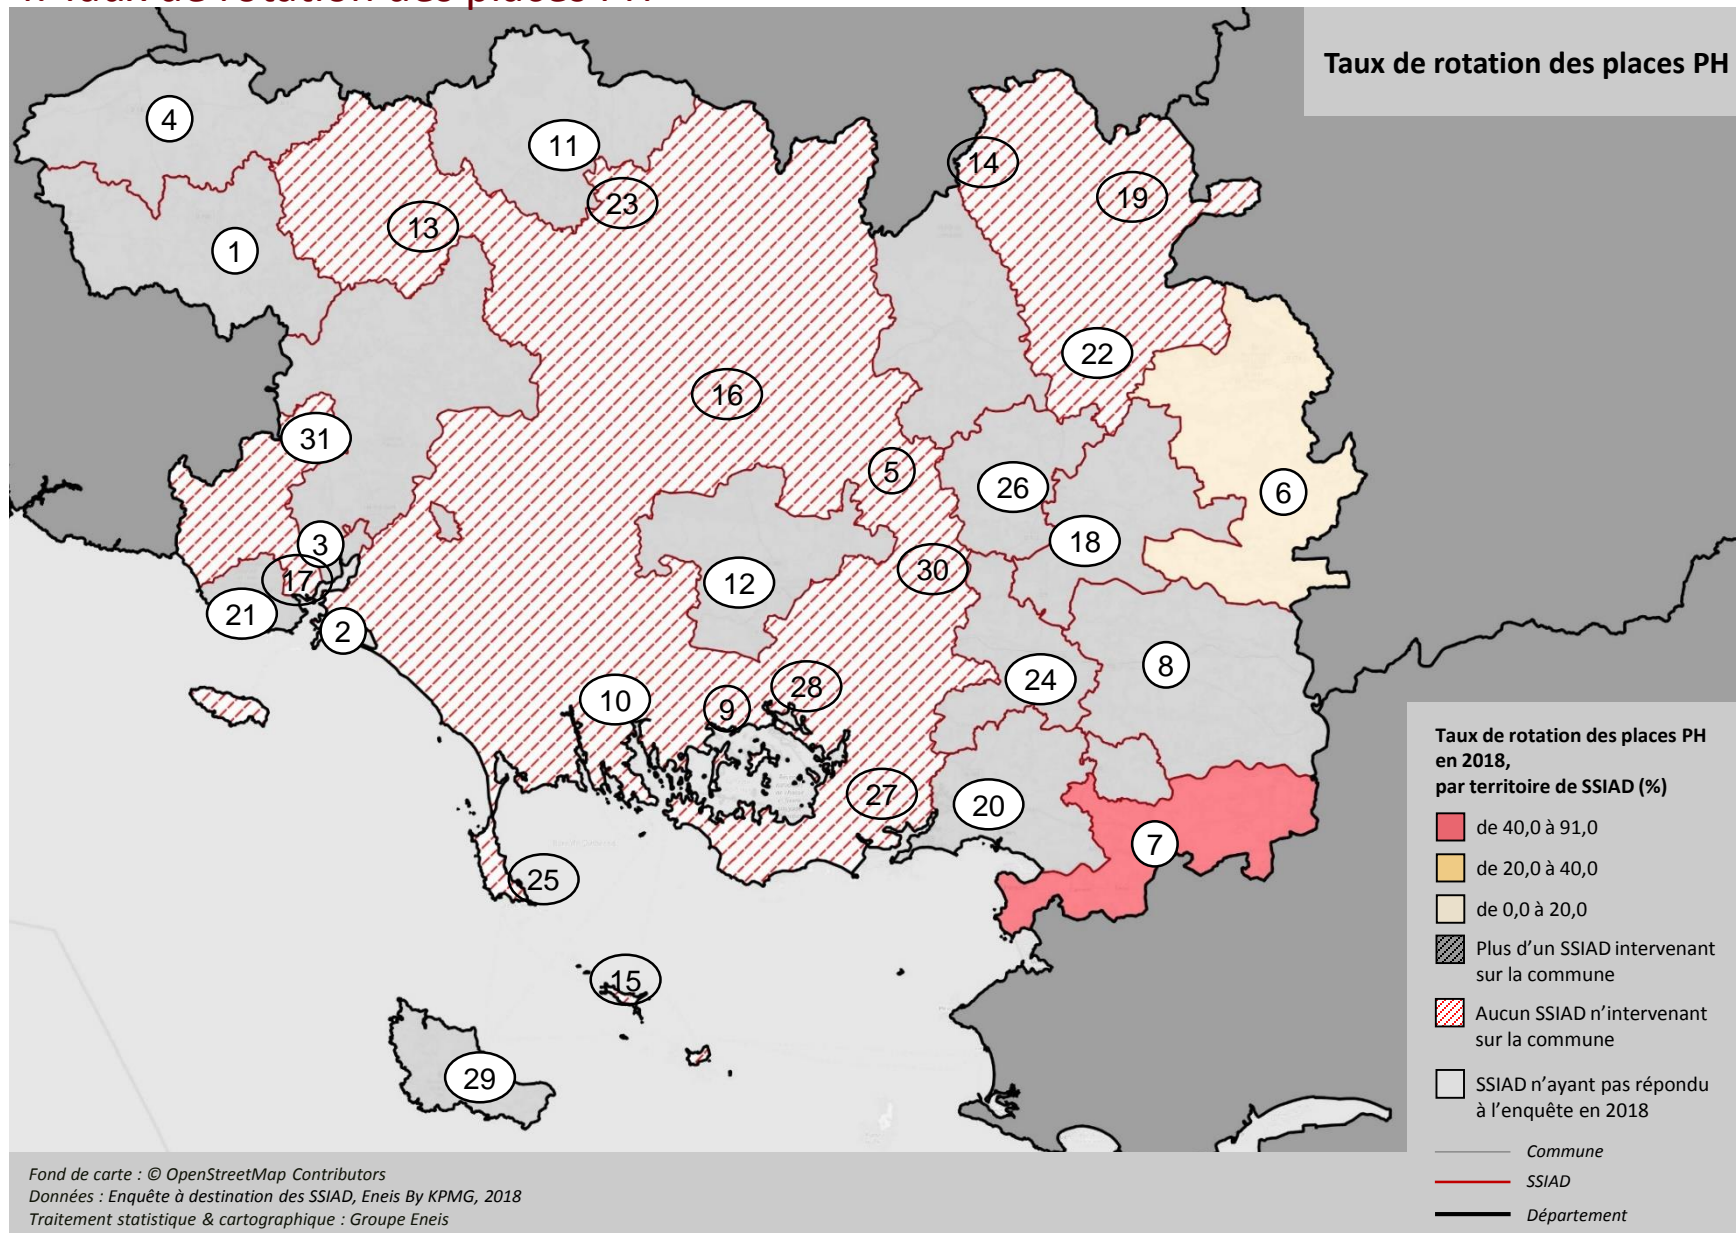 Taux de rotation des places PH
4
11
14
19
23
13
1
22
16
31
5
26
6
3
18
30
17
12
21
2
8
24
28
10
9
27
20
7
25
15
29
Taux de rotation des places PH
en 2018,
par territoire de SSIAD (%)
de 40,0 à 91,0
de 20,0 à 40,0
de 0,0 à 20,0
Plus d’un SSIAD intervenant
sur la commune
Aucun SSIAD n’intervenant
sur la commune
SSIAD n’ayant pas répondu
à l’enquête en 2018
Commune
SSIAD
Département
Fond de carte : © OpenStreetMap Contributors
Données : Enquête à destination des SSIAD, Eneis By KPMG, 2018
Traitement statistique & cartographique : Groupe Eneis